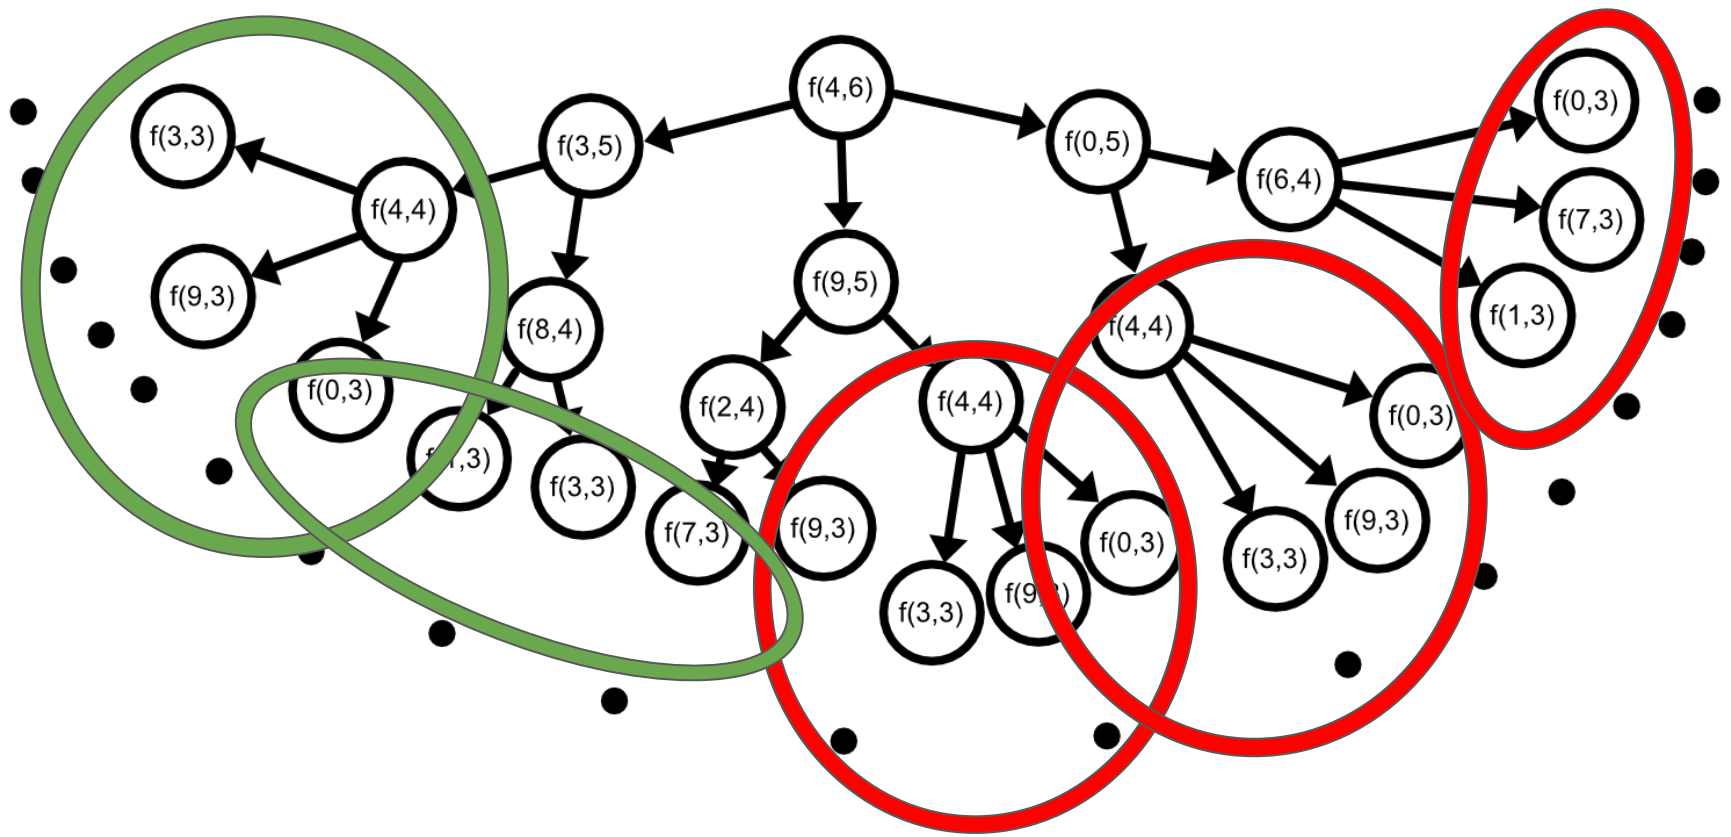 f(4,6)
f(3,5)
f(0,5)
f(9,5)
f(4,4)
f(8,4)
f(2,4)
f(4,4)
f(4,4)
f(6,4)
f(3,3)
f(9,3)
f(0,3)
f(1,3)
f(3,3)
f(7,3)
f(9,3)
f(3,3)
f(9,3)
f(0,3)
f(3,3)
f(9,3)
f(0,3)
f(0,3)
f(7,3)
f(1,3)